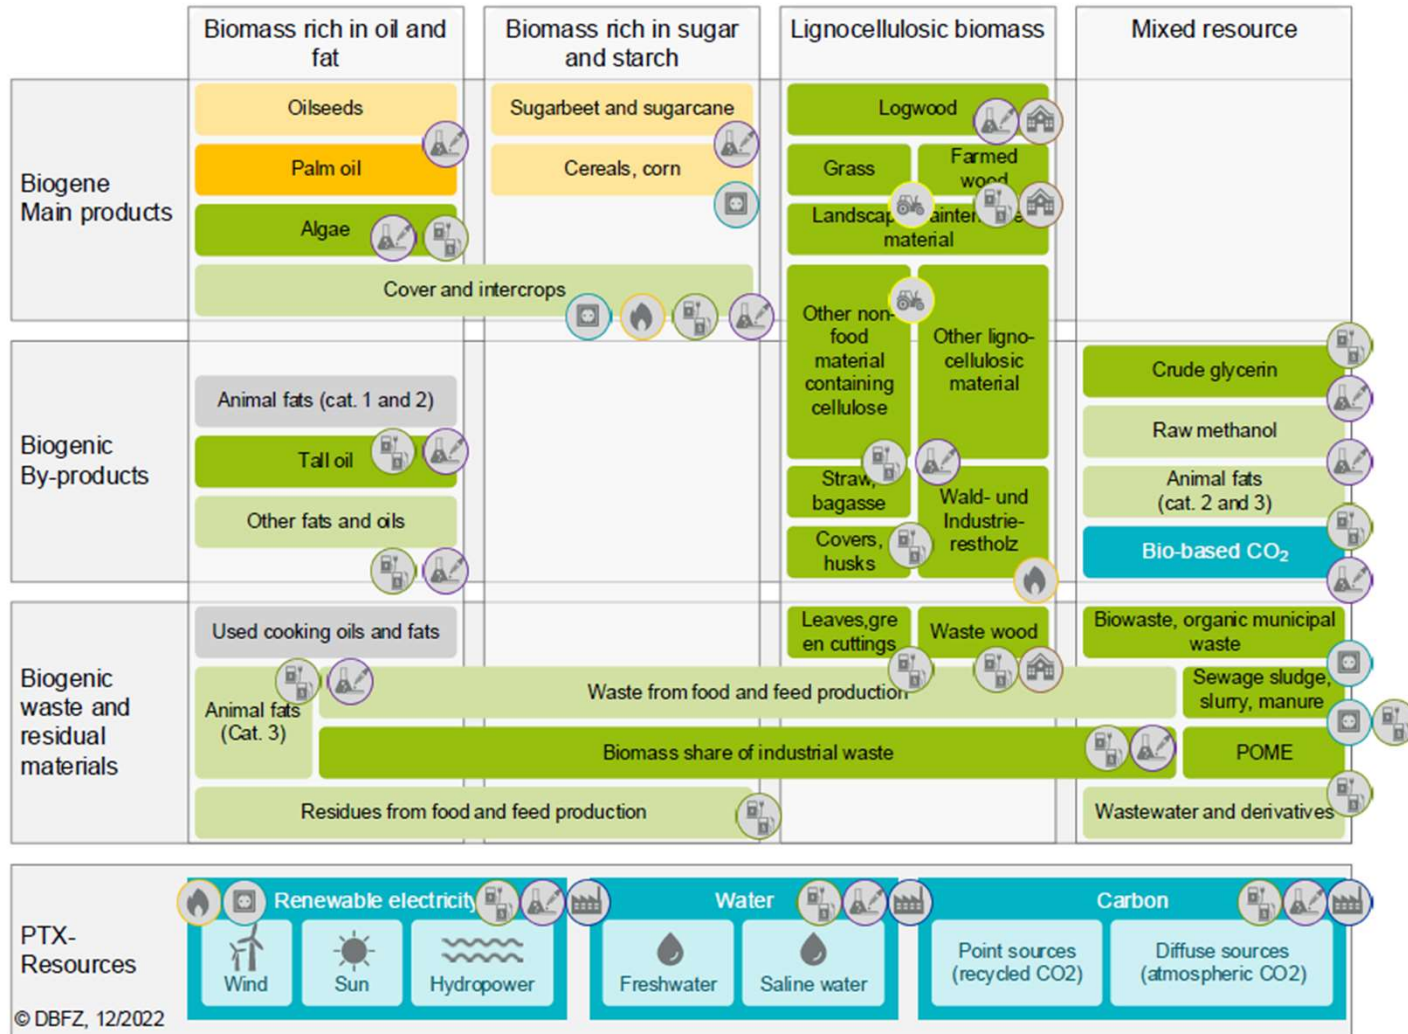 Biomass rich in oil and
fat
Biomass rich in sugar
and starch
Lignocellulosic biomass
Mixed resource
Biogene
Main products
Oilseeds
Palm oil
Algae
Cover and intercrops
Sugarbeet and sugarcane
Cereals, corn
Logwood
Grass
Farmed
wood
material
Other non-
food
material
containing
cellulose
Other ligno-
cellulosic
material
Biogenic
By-products
Animal fats (cat. 1 and 2)
Tall oil
Other fats and oils
Straw,
bagasse
Covers,
husks
Wald- und
Industrie-
restholz
Crude glycerin
Raw methanol
Animal fats
(cat. 2 and 3)
Bio-based CO₂
Biogenic
waste and
residual
materials
Used cooking oils and fats
Animal fats
(Cat. 3)
Waste from food and feed production
Biomass share of industrial waste
Residues from food and feed production
Leaves,gre
en cuttings
Waste wood
Biowaste, organic municipal
waste
Sewage sludge,
slurry, manure
POME
Wastewater and derivatives
PTX-
Resources
Renewable electricity
Wind
Sun
Hydropower
Water
Freshwater
Saline water
Carbon
Point sources
(recycled CO2)
Diffuse sources
(atmospheric CO2)
© DBFZ, 12/2022